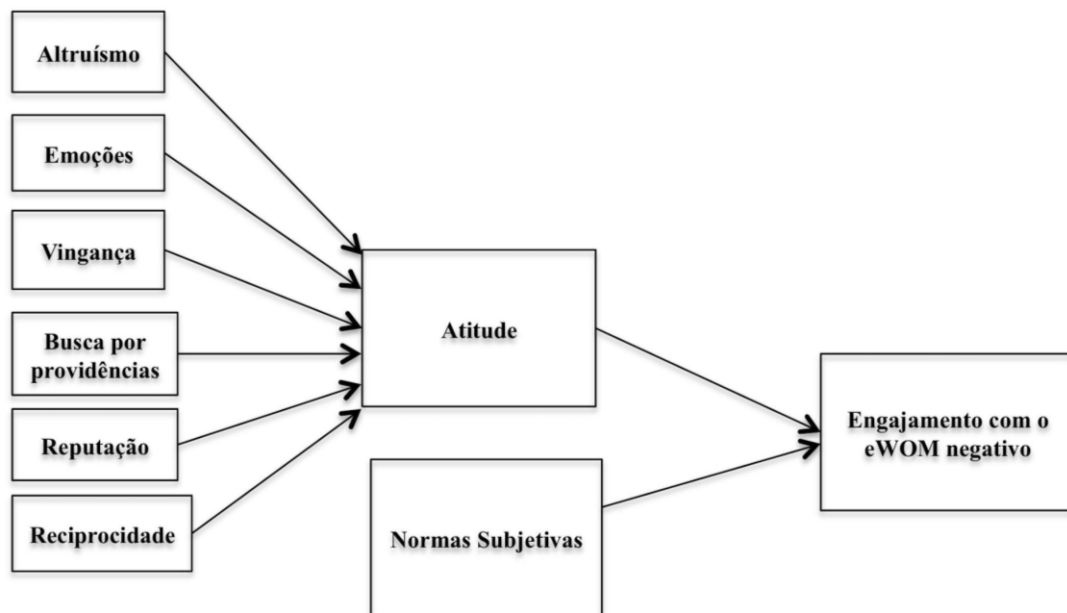 Altruísmo
Emoções
Vingança
Busca por
providências
Reputação
Reciprocidade
Atitude
Normas Subjetivas
Engajamento com o
eWOM negativo